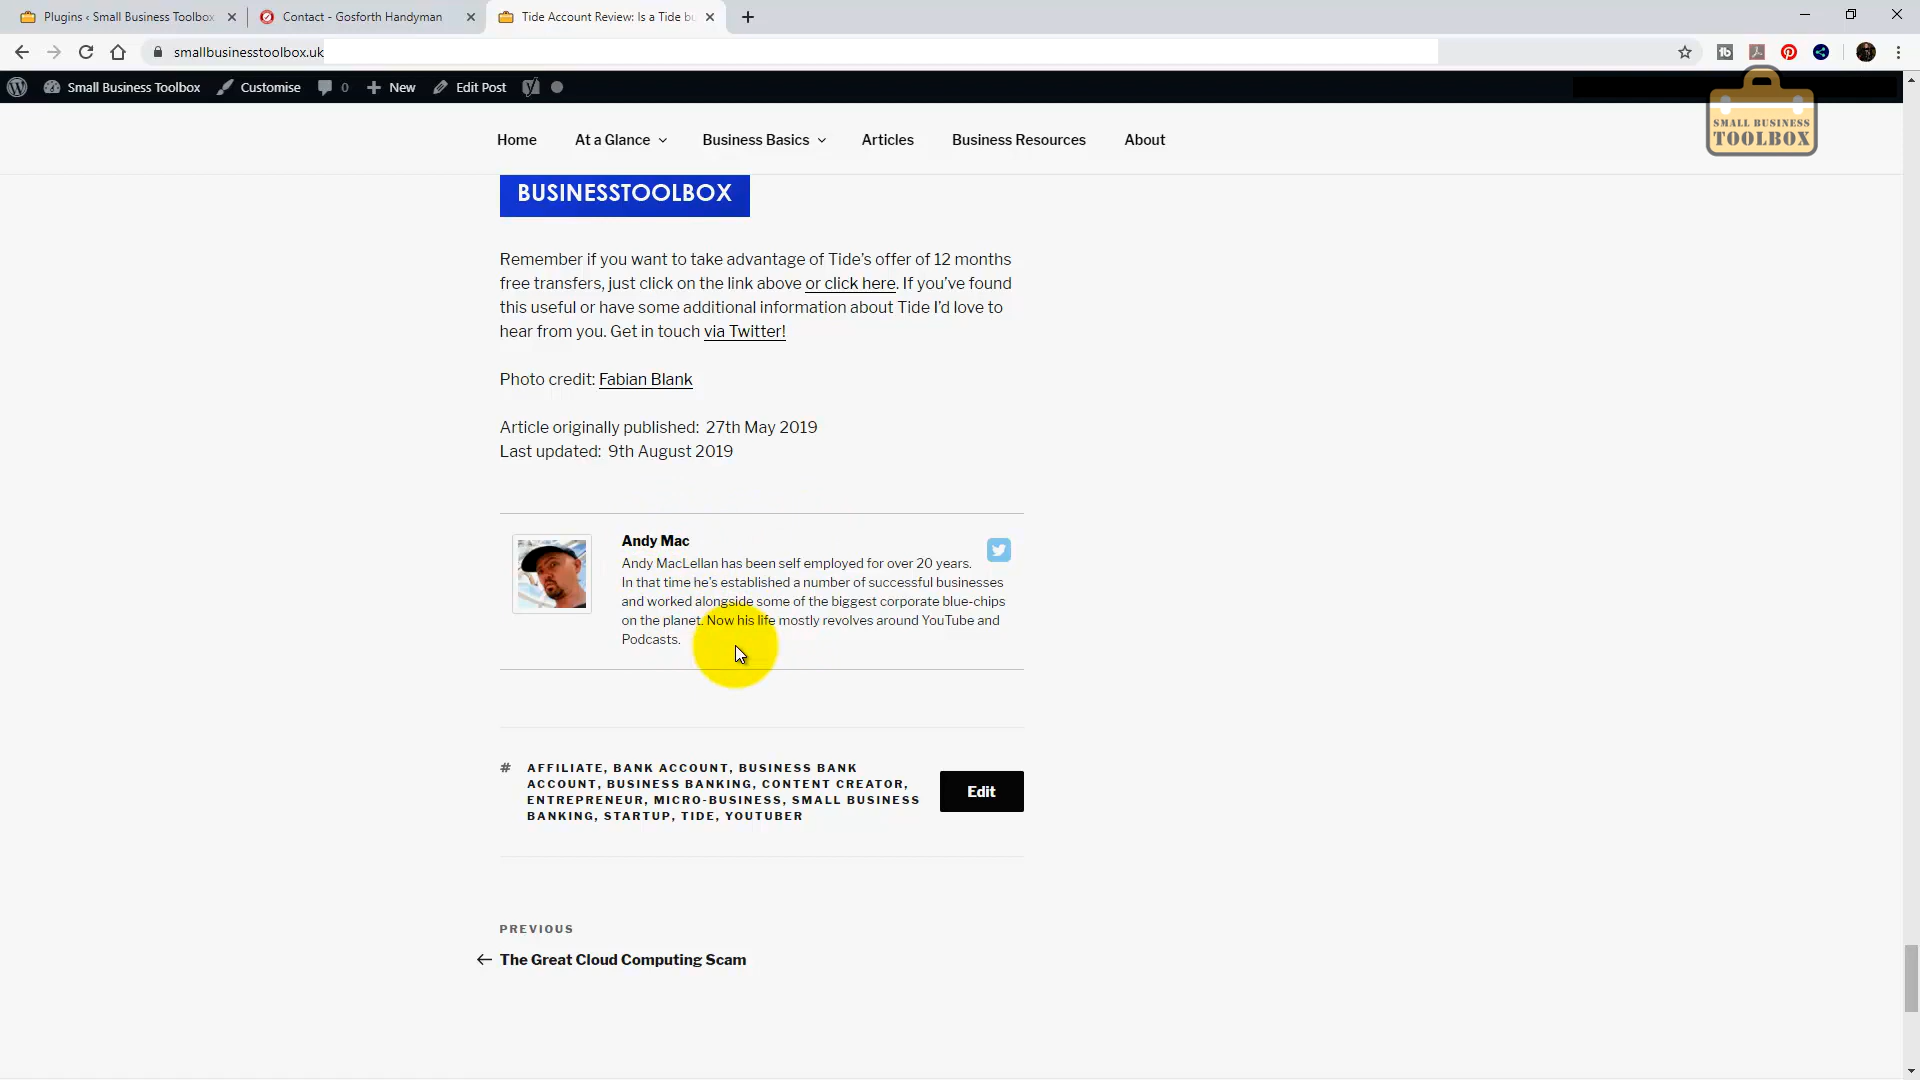 Plugins ‹ Small Business Toolbox
Contact - Gosforth Handyman
Tide Account Review: Is a Tide bu
smallbusinesstoolbox.uk
Small Business Toolbox
Customise
0
New
Edit Post
SMALL BUSINESS
TOOLBOX
Home
At a Glance
Business Basics
Articles
Business Resources
About
BUSINESSTOOLBOX
Remember if you want to take advantage of Tide's offer of 12 months
free transfers, just click on the link above or click here. If you've found
this useful or have some additional information about Tide I'd love to
hear from you. Get in touch via Twitter!
Photo credit: Fabian Blank
Article originally published: 27th May 2019
Last updated: 9th August 2019
Andy Mac
Andy MacLellan has been self employed for over 20 years.
In that time he's established a number of successful businesses
and worked alongside some of the biggest corporate blue-chips
on the planet. Now his life mostly revolves around YouTube and
Podcasts.
# AFFILIATE, BANK ACCOUNT, BUSINESS BANK
ACCOUNT, BUSINESS BANKING, CONTENT CREATOR,
ENTREPRENEUR, MICRO-BUSINESS, SMALL BUSINESS
BANKING, STARTUP, TIDE, YOUTUBER
Edit
PREVIOUS
← The Great Cloud Computing Scam